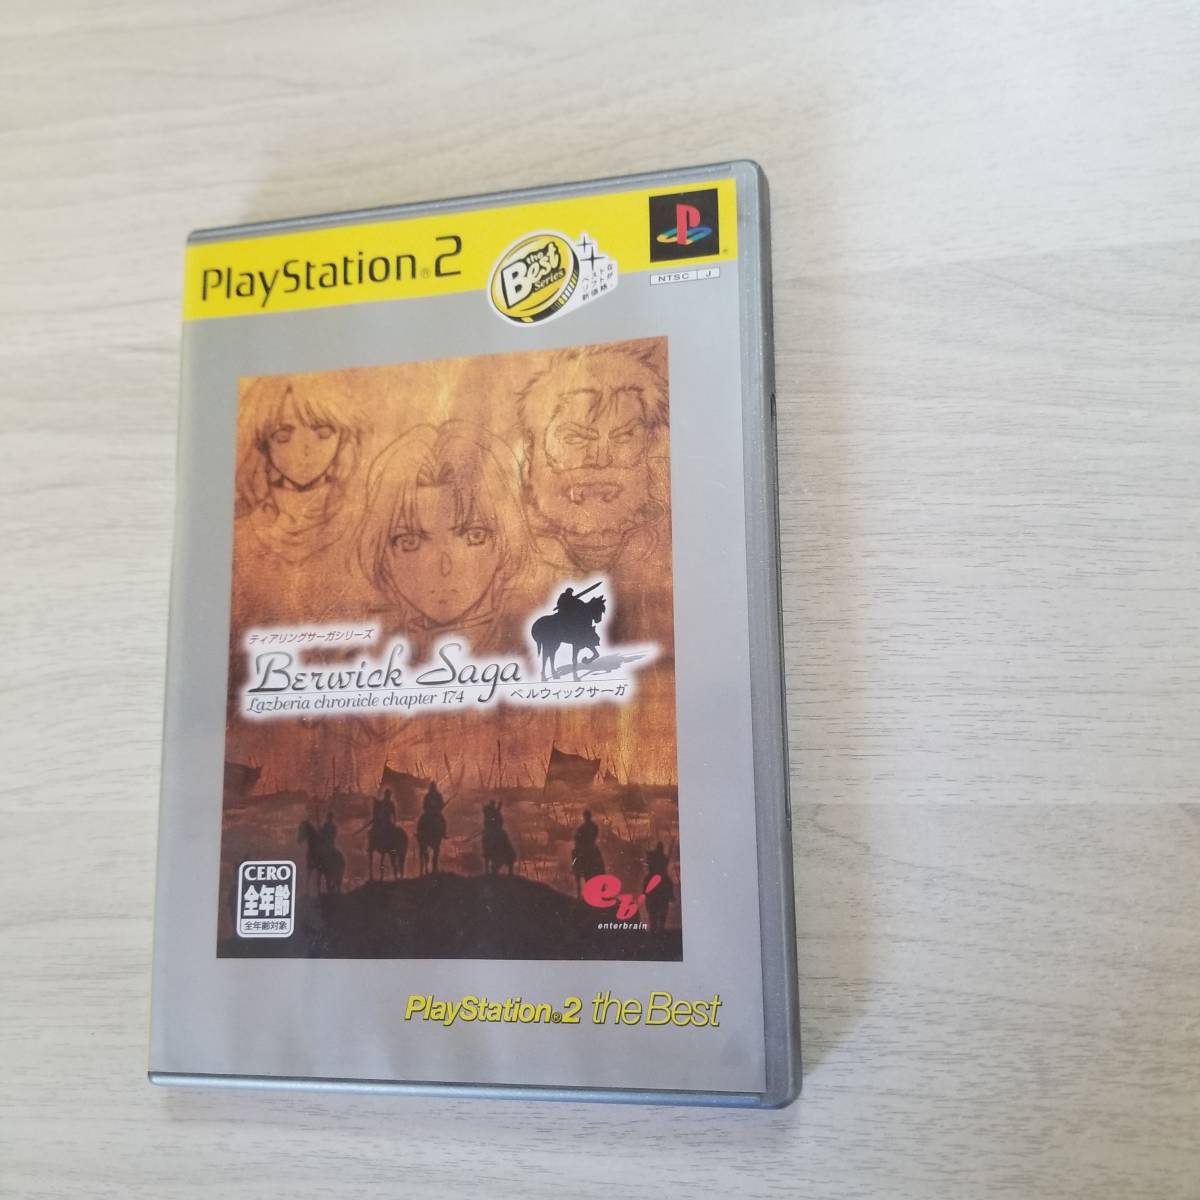 PlayStation®2
the
Best
Series
ベストな
ソフトが
新価格。
NTSC J
ティアリングサーガシリーズ
Berwick Saga
Lazberia chronicle chapter 174
ベルウィックサーガ
CERO
全年齢
全年齢対象
eb!
enterbrain
PlayStation®2 the Best